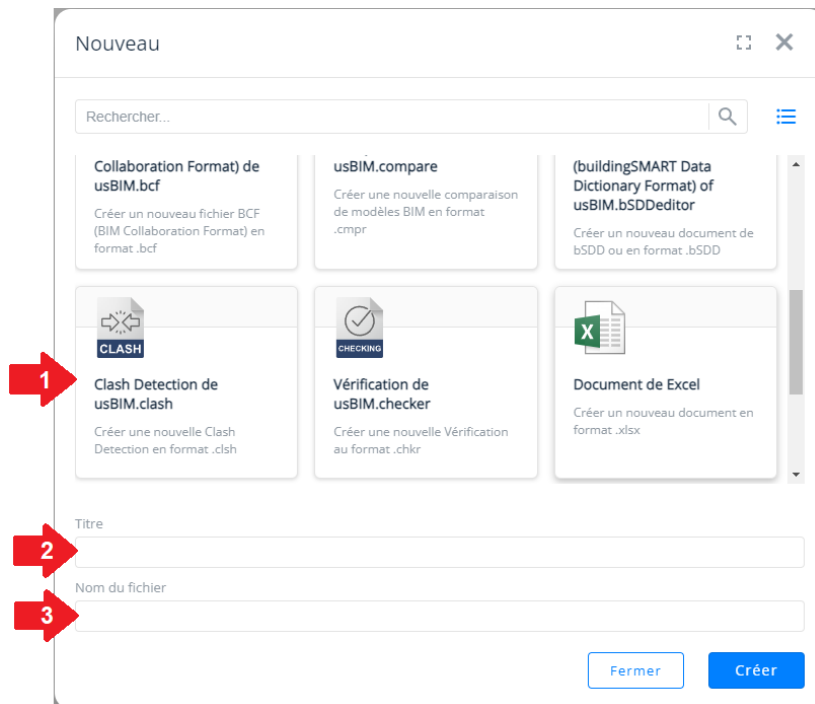 Nouveau
Rechercher...
Collaboration Format) de
usBIM.bcf
Créer un nouveau fichier BCF
(BIM Collaboration Format) en
format .bcf
usBIM.compare
Créer une nouvelle comparaison
de modèles BIM en format
.cmpr
(buildingSMART Data
Dictionary Format) of
usBIM.bSDDeditor
Créer un nouveau document de
bSDD ou en format .bSDD
CLASH
Clash Detection de
usBIM.clash
Créer une nouvelle Clash
Detection en format .clsh
CHECKING
Vérification de
usBIM.checker
Créer une nouvelle Vérification
au format .chkr
X
Document de Excel
Créer un nouveau document en
format .xlsx
1
Titre
2
Nom du fichier
3
Fermer
Créer